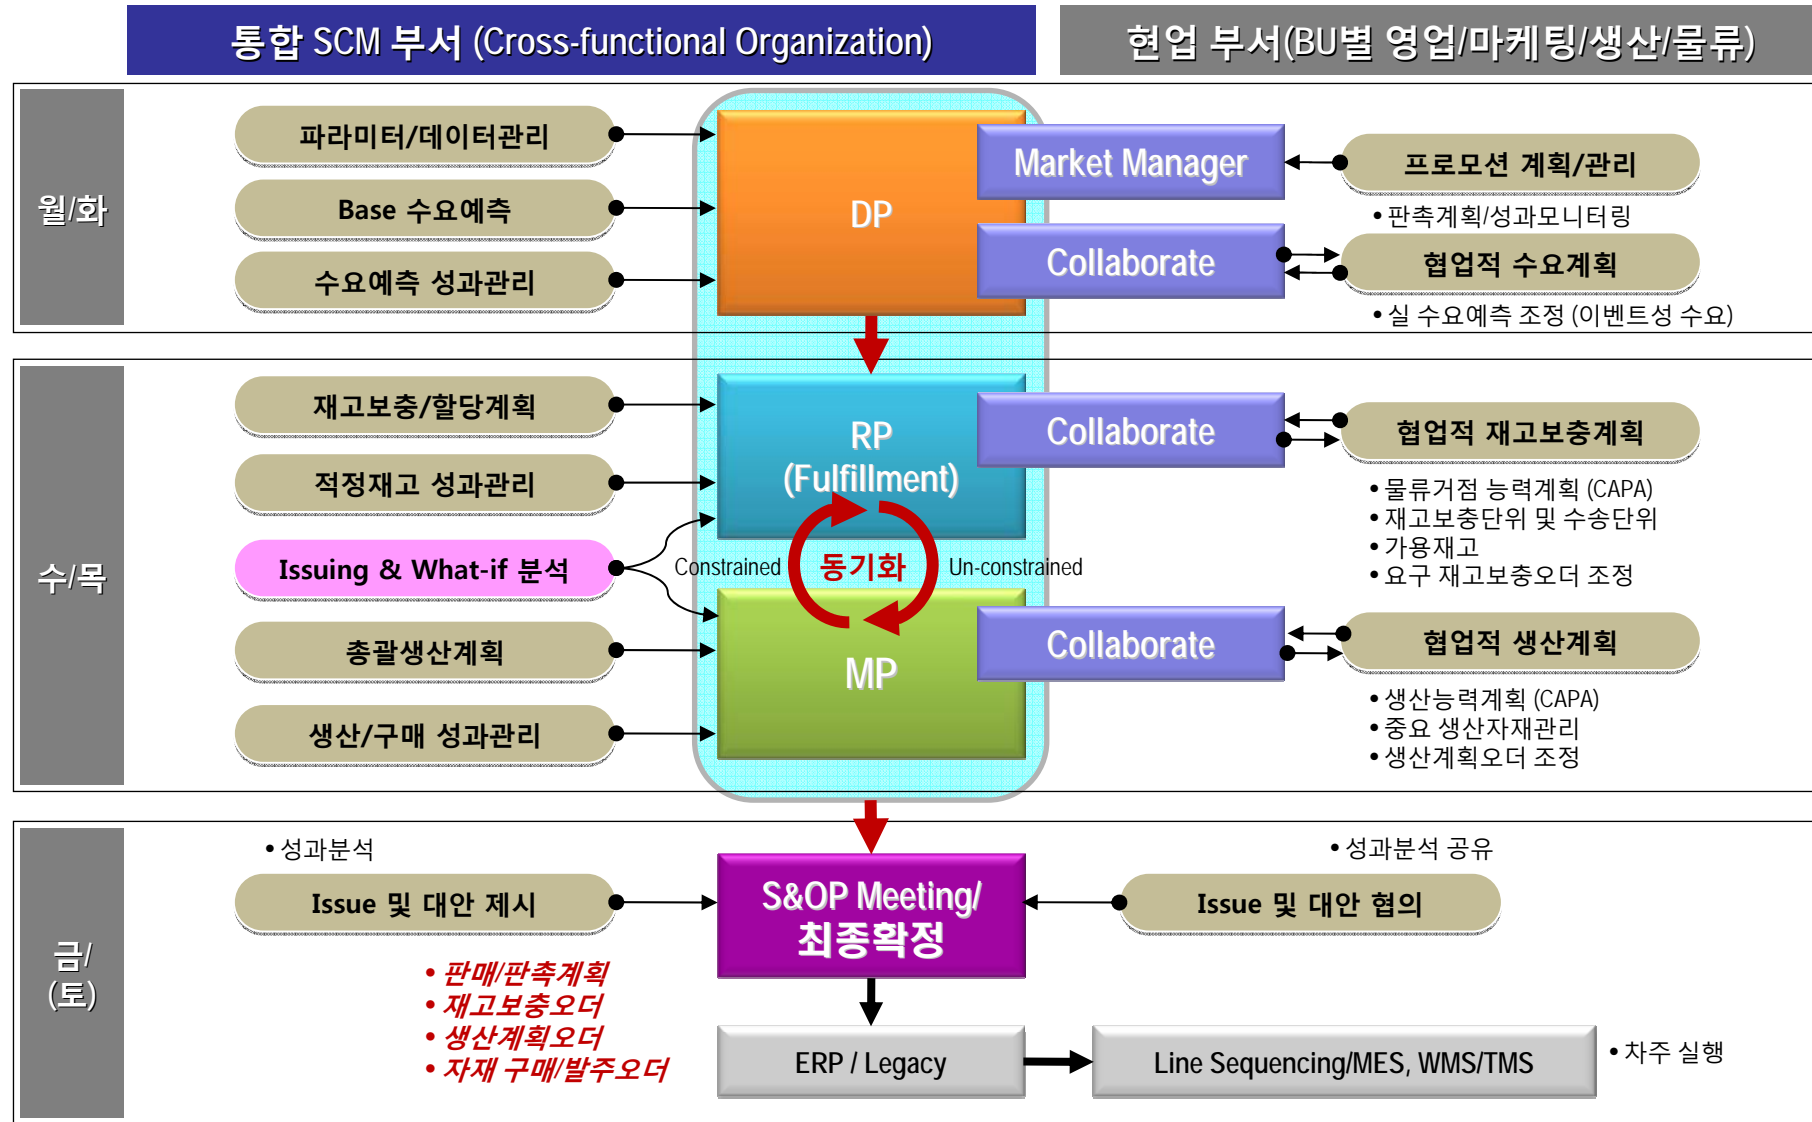 통합 SCM 부서 (Cross-functional Organization)
현업 부서(BU별 영업/마케팅/생산/물류)
월/화
파라미터/데이터관리
Base 수요예측
수요예측 성과관리
DP
Market Manager
Collaborate
프로모션 계획/관리
• 판촉계획/성과모니터링
협업적 수요계획
• 실 수요예측 조정 (이벤트성 수요)
수/목
재고보충/할당계획
적정재고 성과관리
Issuing & What-if 분석
총괄생산계획
생산/구매 성과관리
RP
(Fulfillment)
Constrained
동기화
Un-constrained
MP
Collaborate
협업적 재고보충계획
• 물류거점 능력계획 (CAPA)
• 재고보충단위 및 수송단위
• 가용재고
• 요구 재고보충오더 조정
Collaborate
협업적 생산계획
• 생산능력계획 (CAPA)
• 중요 생산자재관리
• 생산계획오더 조정
금/
(토)
• 성과분석
Issue 및 대안 제시
• 판매/판촉계획
• 재고보충오더
• 생산계획오더
• 자재 구매/발주오더
S&OP Meeting/
최종확정
• 성과분석 공유
Issue 및 대안 협의
ERP / Legacy
Line Sequencing/MES, WMS/TMS
• 차주 실행